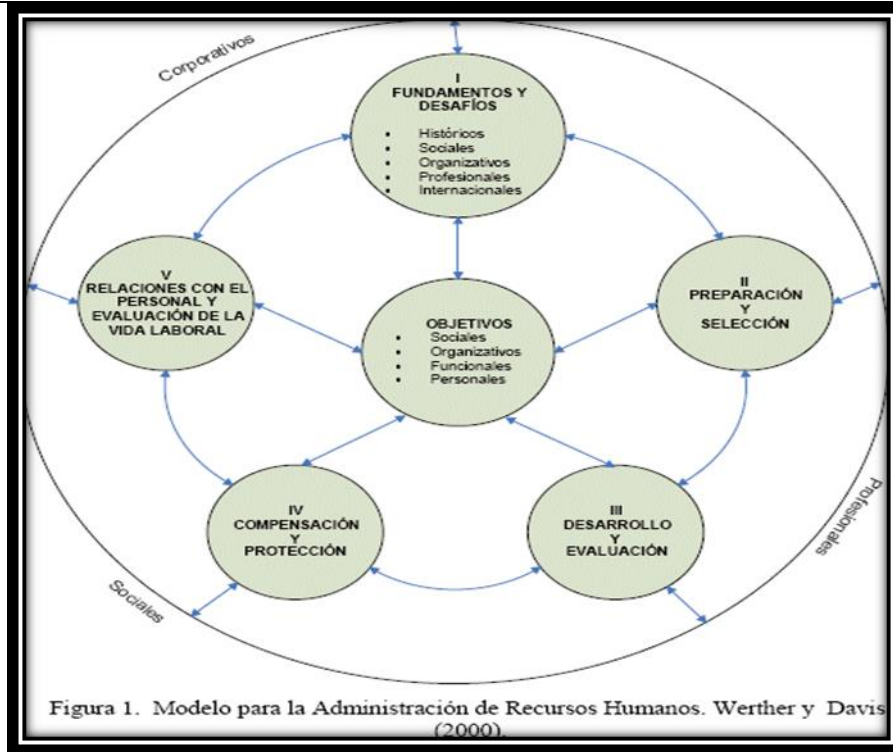 Corporativos
I
FUNDAMENTOS Y
DESAFÍOS
• Históricos
• Sociales
• Organizativos
• Profesionales
• Internacionales
V
RELACIONES CON EL
PERSONAL Y
EVALUACIÓN DE LA
VIDA LABORAL
II
PREPARACIÓN
Y
SELECCIÓN
OBJETIVOS
• Sociales
• Organizativos
• Funcionales
• Personales
IV
COMPENSACIÓN
Y
PROTECCIÓN
III
DESARROLLO
Y
EVALUACIÓN
Profesionales
Sociales
Figura 1. Modelo para la Administración de Recursos Humanos. Werther y Davis
(2000).